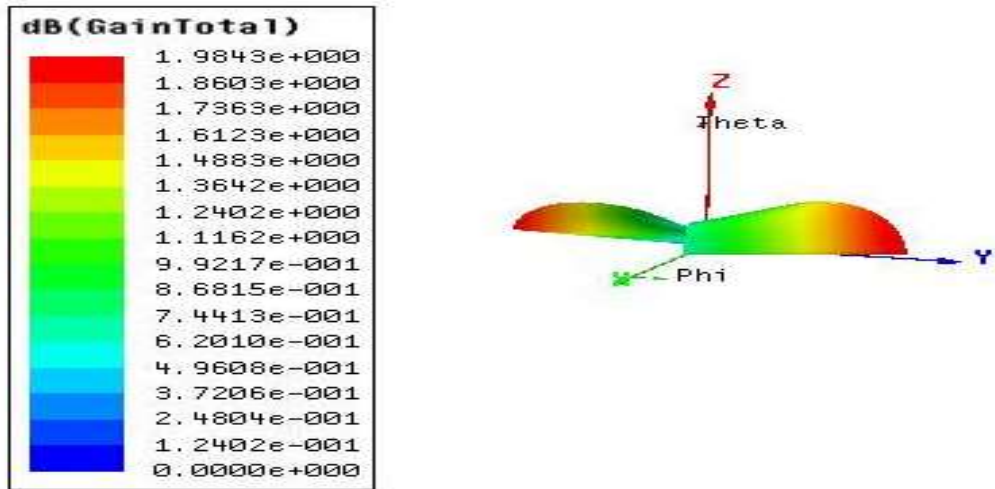 dB(GainTotal)
1.9843e+000
1.8603e+000
1.7363e+000
1.6123e+000
1.4883e+000
1.3642e+000
1.2402e+000
1.1162e+000
9.9217e-001
8.6815e-001
7.4413e-001
6.2010e-001
4.9608e-001
3.7206e-001
2.4804e-001
1.2402e-001
0.0000e+000
Z
Theta
Y
X
Phi